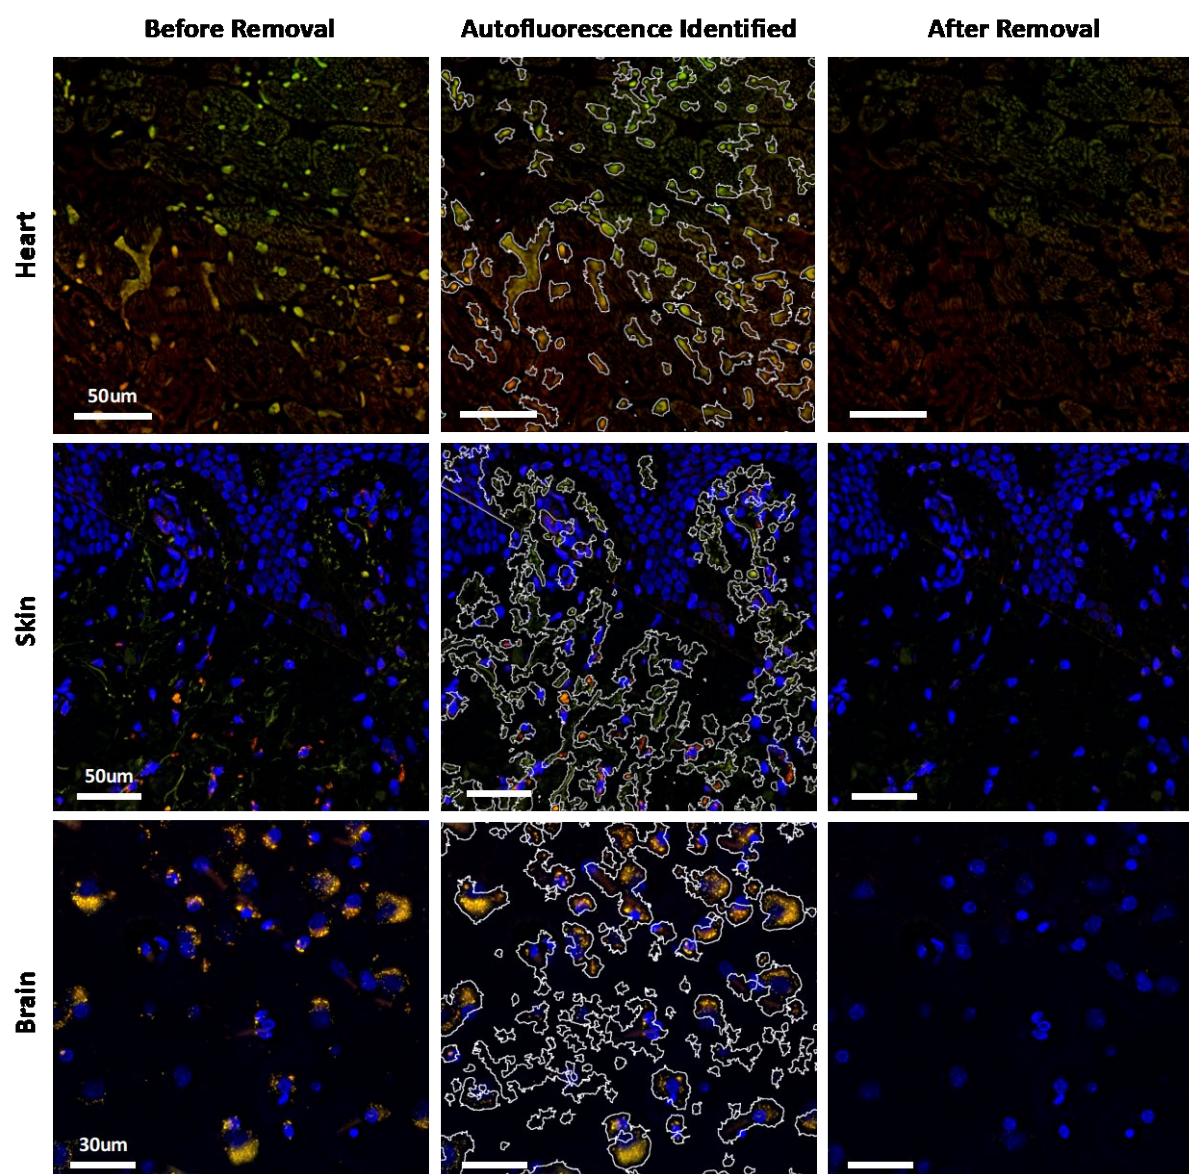 Before Removal
Autofluorescence Identified
After Removal
Heart
50um
Skin
50um
Brain
30um